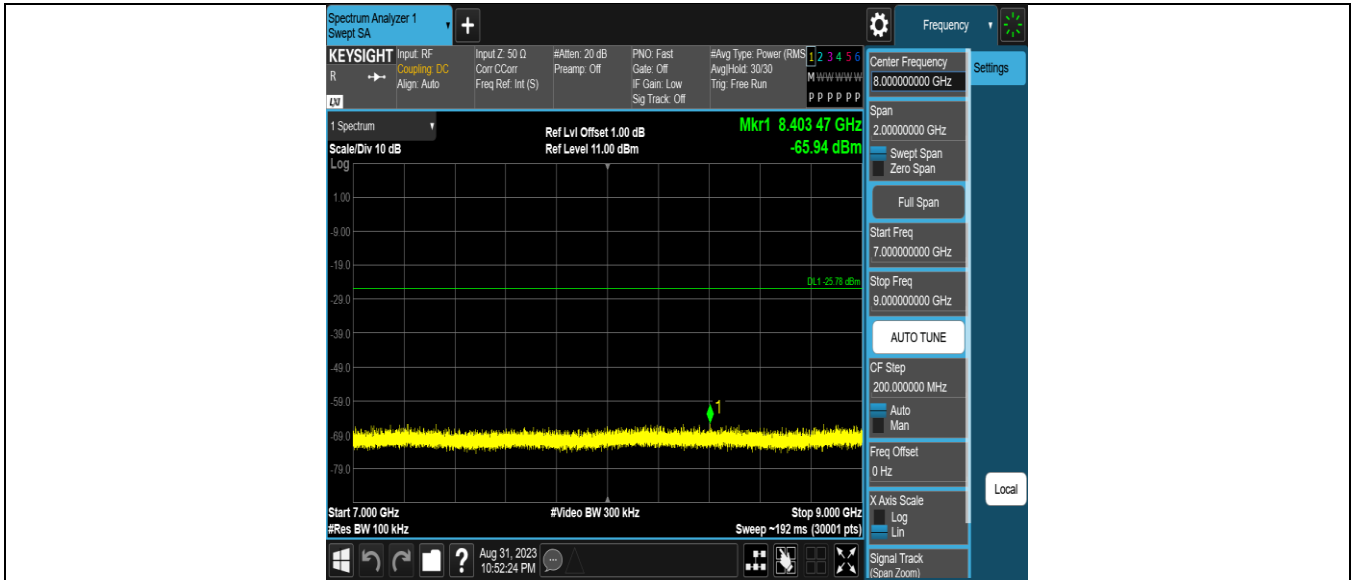 Spectrum Analyzer 1
Swept SA
+
Frequency
KEYSIGHT
R
LXI
Input: RF
Coupling: DC
Align: Auto
Input Z: 50 Ω
Corr CCorr
Freq Ref: Int (S)
#Atten: 20 dB
Preamp: Off
PNO: Fast
Gate: Off
IF Gain: Low
Sig Track: Off
#Avg Type: Power (RMS
Avg|Hold: 30/30
Trig: Free Run
1 2 3 4 5 6
M W W W W W
P P P P P P
1 Spectrum
Scale/Div 10 dB
Log
Ref Lvl Offset 1.00 dB
Ref Level 11.00 dBm
Mkr1 8.403 47 GHz
-65.94 dBm
1.00
-9.00
-19.0
DL1 -25.78 dBm
-29.0
-39.0
-49.0
-59.0
1
-69.0
-79.0
Start 7.000 GHz
#Video BW 300 kHz
Stop 9.000 GHz
#Res BW 100 kHz
Sweep ~192 ms (30001 pts)
?
Aug 31, 2023
10:52:24 PM
Center Frequency
8.000000000 GHz
Settings
Span
2.00000000 GHz
Swept Span
Zero Span
Full Span
Start Freq
7.000000000 GHz
Stop Freq
9.000000000 GHz
AUTO TUNE
CF Step
200.000000 MHz
Auto
Man
Freq Offset
0 Hz
Local
X Axis Scale
Log
Lin
Signal Track
(Span Zoom)